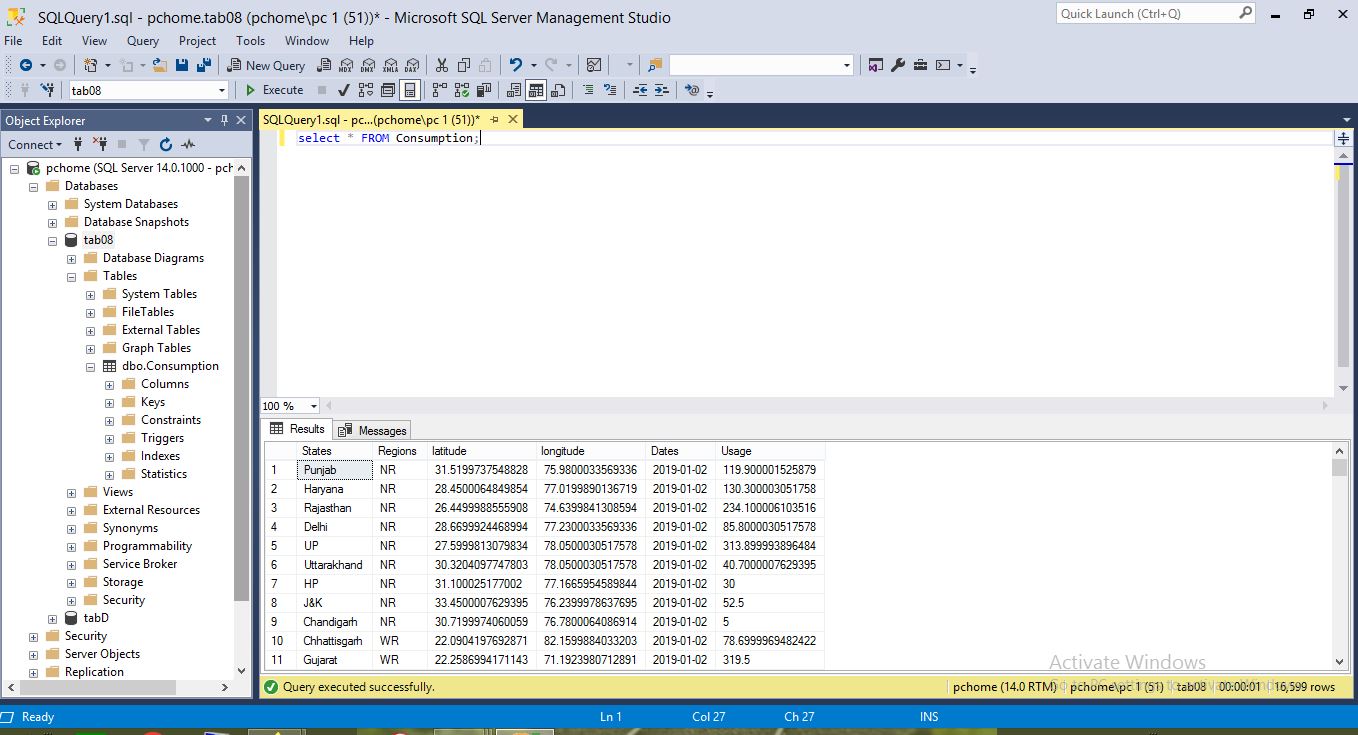 SQLQuery1.sql - pchome.tab08 (pchome\pc 1 (51))* - Microsoft SQL Server Management Studio
Quick Launch (Ctrl+Q)
File Edit View Query Project Tools Window Help
New Query MDX DMX XMLA DAX
tab08 Execute
Object Explorer
Connect
pchome (SQL Server 14.0.1000 - pch
Databases
System Databases
Database Snapshots
tab08
Database Diagrams
Tables
System Tables
FileTables
External Tables
Graph Tables
dbo.Consumption
Columns
Keys
Constraints
Triggers
Indexes
Statistics
Views
External Resources
Synonyms
Programmability
Service Broker
Storage
Security
tabD
Security
Server Objects
Replication
SQLQuery1.sql - pc...(pchome\pc 1 (51))*
select * FROM Consumption;
100 %
Results Messages
States Regions latitude longitude Dates Usage
1 Punjab NR 31.5199737548828 75.9800033569336 2019-01-02 119.900001525879
2 Haryana NR 28.4500064849854 77.0199890136719 2019-01-02 130.300003051758
3 Rajasthan NR 26.4499988555908 74.6399841308594 2019-01-02 234.100006103516
4 Delhi NR 28.6699924468994 77.2300033569336 2019-01-02 85.8000030517578
5 UP NR 27.5999813079834 78.0500030517578 2019-01-02 313.899993896484
6 Uttarakhand NR 30.3204097747803 78.0500030517578 2019-01-02 40.7000007629395
7 HP NR 31.100025177002 77.1665954589844 2019-01-02 30
8 J&K NR 33.4500007629395 76.2399978637695 2019-01-02 52.5
9 Chandigarh NR 30.7199974060059 76.7800064086914 2019-01-02 5
10 Chhattisgarh WR 22.0904197692871 82.1599884033203 2019-01-02 78.6999969482422
11 Gujarat WR 22.2586994171143 71.1923980712891 2019-01-02 319.5
Activate Windows
Go to PC settings to activate Windows.
Query executed successfully. pchome (14.0 RTM) pchome\pc 1 (51) tab08 00:00:01 16,599 rows
Ready Ln 1 Col 27 Ch 27 INS